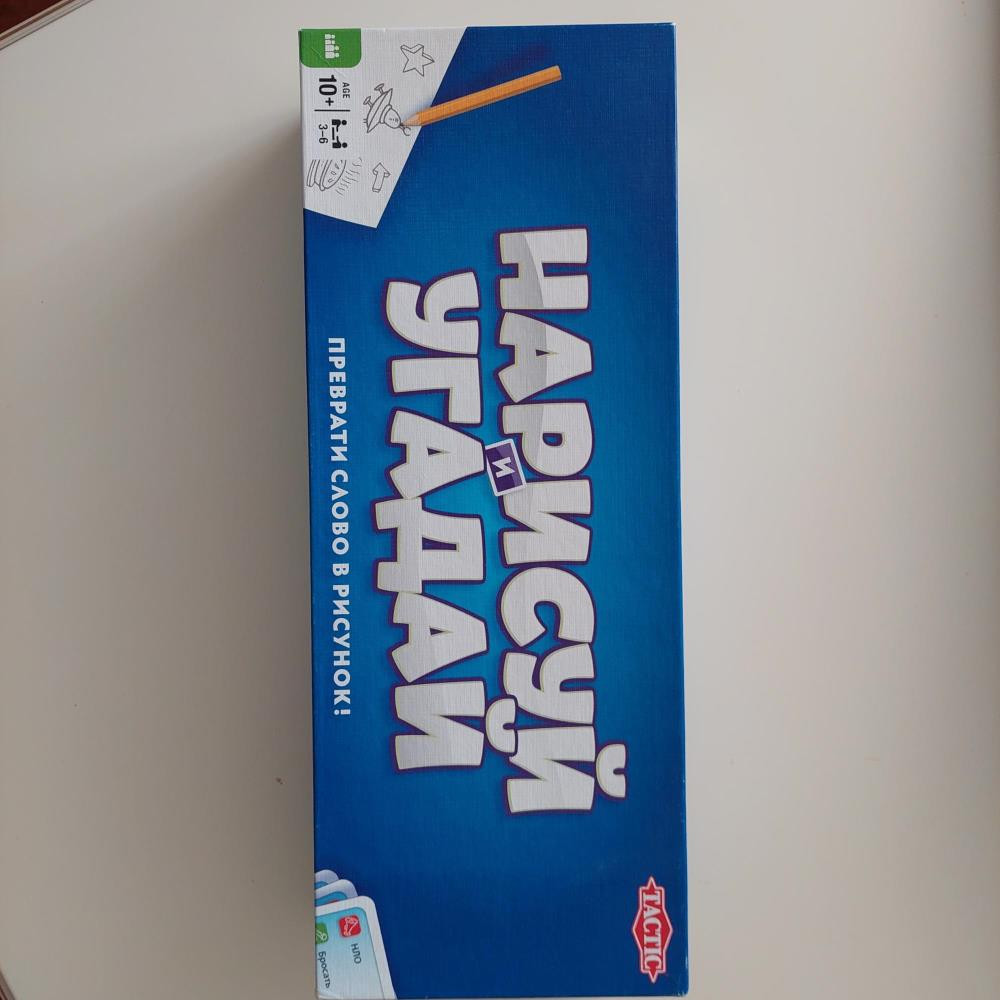 TACTIC
НАРИСУЙ
И
УГАДАЙ
ПРЕВРАТИ СЛОВО В РИСУНОК!
AGE
10+
3–6
НЛО
Бросать